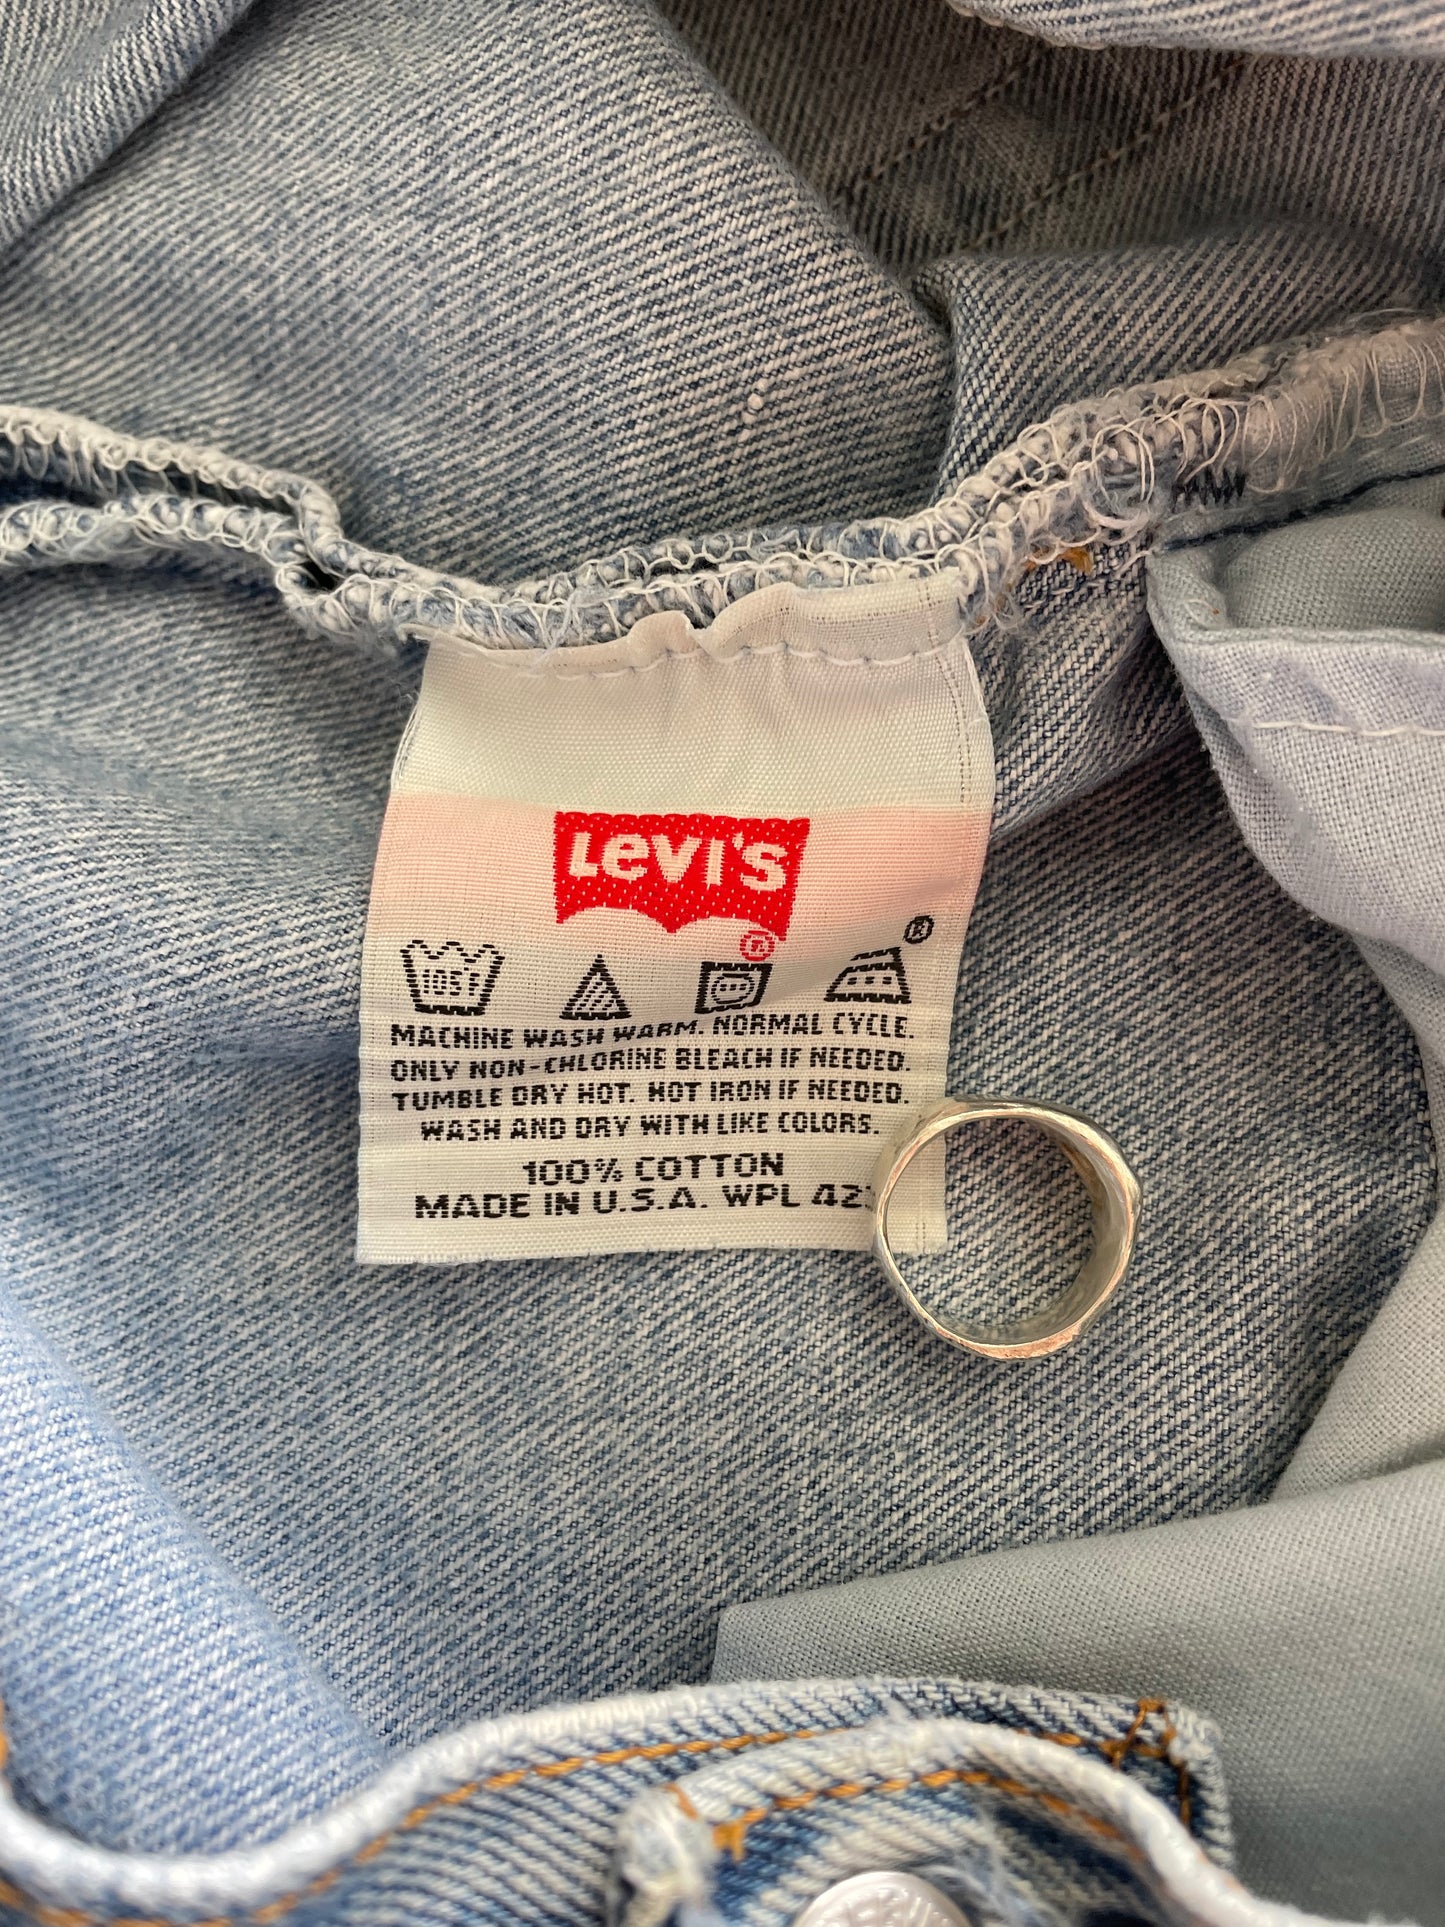 Levi's
®
®
105°F
MACHINE WASH WARM. NORMAL CYCLE.
ONLY NON-CHLORINE BLEACH IF NEEDED.
TUMBLE DRY HOT. HOT IRON IF NEEDED.
WASH AND DRY WITH LIKE COLORS.
100% COTTON
MADE IN U.S.A. WPL